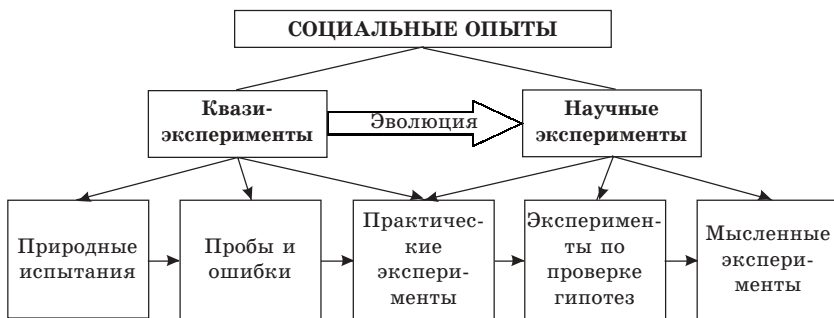 СОЦИАЛЬНЫЕ ОПЫТЫ
Квази-
эксперименты
Эволюция
Научные
эксперименты
Природные
испытания
Пробы и
ошибки
Практичес-
кие
экспери-
менты
Эксперимен-
ты по
проверке
гипотез
Мысленные
экспери-
менты